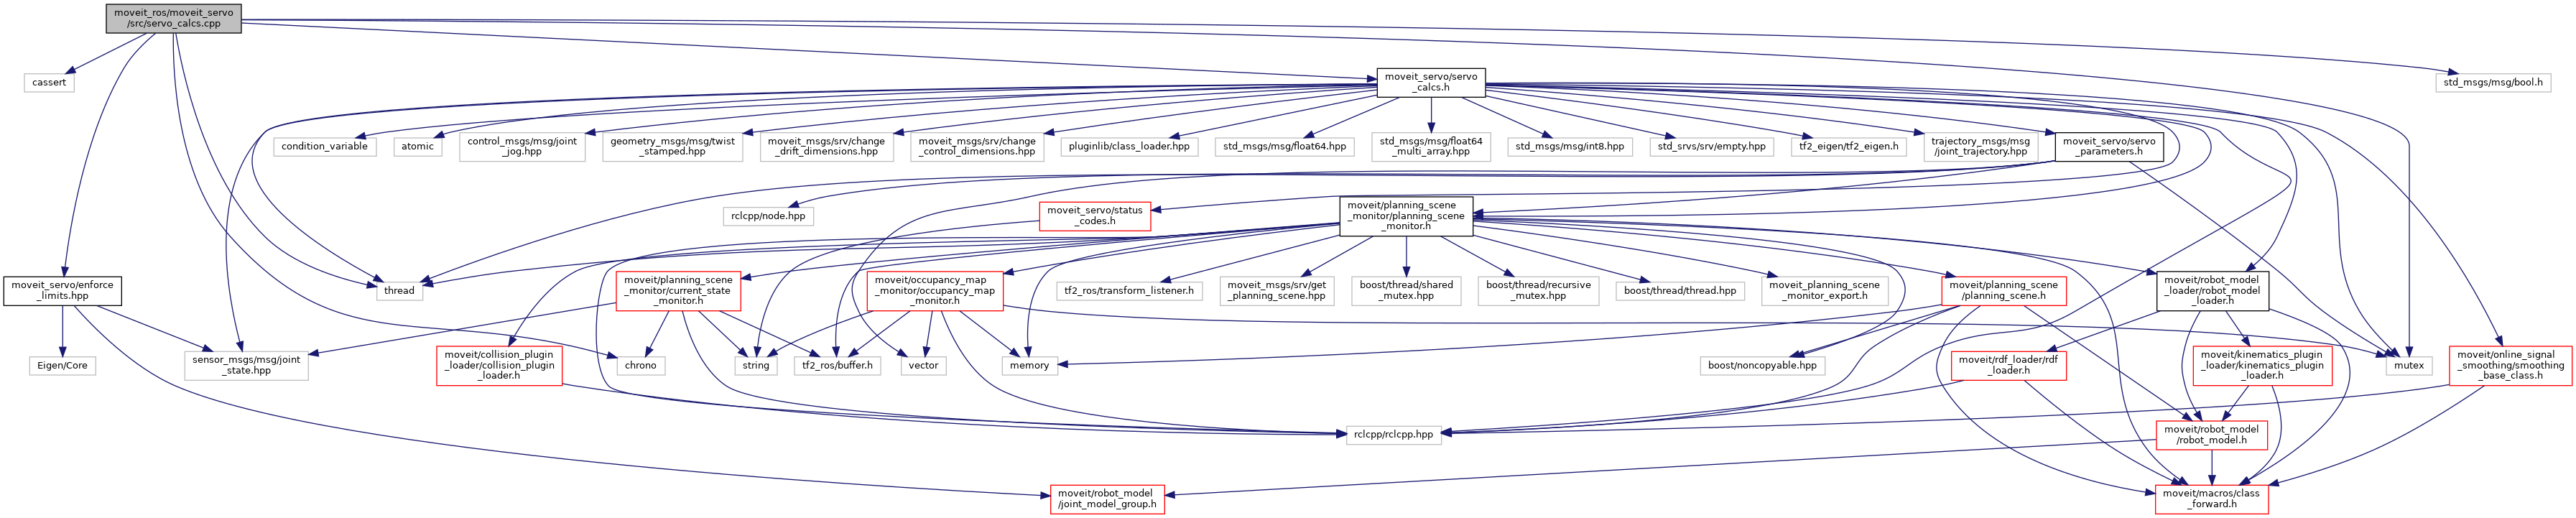 moveit_ros/moveit_servo
/src/servo_calcs.cpp
cassert
moveit_servo/servo
_calcs.h
std_msgs/msg/bool.h
condition_variable
atomic
control_msgs/msg/joint
_jog.hpp
geometry_msgs/msg/twist
_stamped.hpp
moveit_msgs/srv/change
_drift_dimensions.hpp
moveit_msgs/srv/change
_control_dimensions.hpp
pluginlib/class_loader.hpp
std_msgs/msg/float64.hpp
std_msgs/msg/float64
_multi_array.hpp
std_msgs/msg/int8.hpp
std_srvs/srv/empty.hpp
tf2_eigen/tf2_eigen.h
trajectory_msgs/msg
/joint_trajectory.hpp
moveit_servo/servo
_parameters.h
rclcpp/node.hpp
moveit_servo/status
_codes.h
moveit/planning_scene
_monitor/planning_scene
_monitor.h
moveit_servo/enforce
_limits.hpp
thread
moveit/planning_scene
_monitor/current_state
_monitor.h
moveit/occupancy_map
_monitor/occupancy_map
_monitor.h
tf2_ros/transform_listener.h
moveit_msgs/srv/get
_planning_scene.hpp
boost/thread/shared
_mutex.hpp
boost/thread/recursive
_mutex.hpp
boost/thread/thread.hpp
moveit_planning_scene
_monitor_export.h
moveit/planning_scene
/planning_scene.h
moveit/robot_model
_loader/robot_model
_loader.h
Eigen/Core
sensor_msgs/msg/joint
_state.hpp
moveit/collision_plugin
_loader/collision_plugin
_loader.h
chrono
string
tf2_ros/buffer.h
vector
memory
boost/noncopyable.hpp
moveit/rdf_loader/rdf
_loader.h
moveit/kinematics_plugin
_loader/kinematics_plugin
_loader.h
mutex
moveit/online_signal
_smoothing/smoothing
_base_class.h
rclcpp/rclcpp.hpp
moveit/robot_model
/robot_model.h
moveit/robot_model
/joint_model_group.h
moveit/macros/class
_forward.h